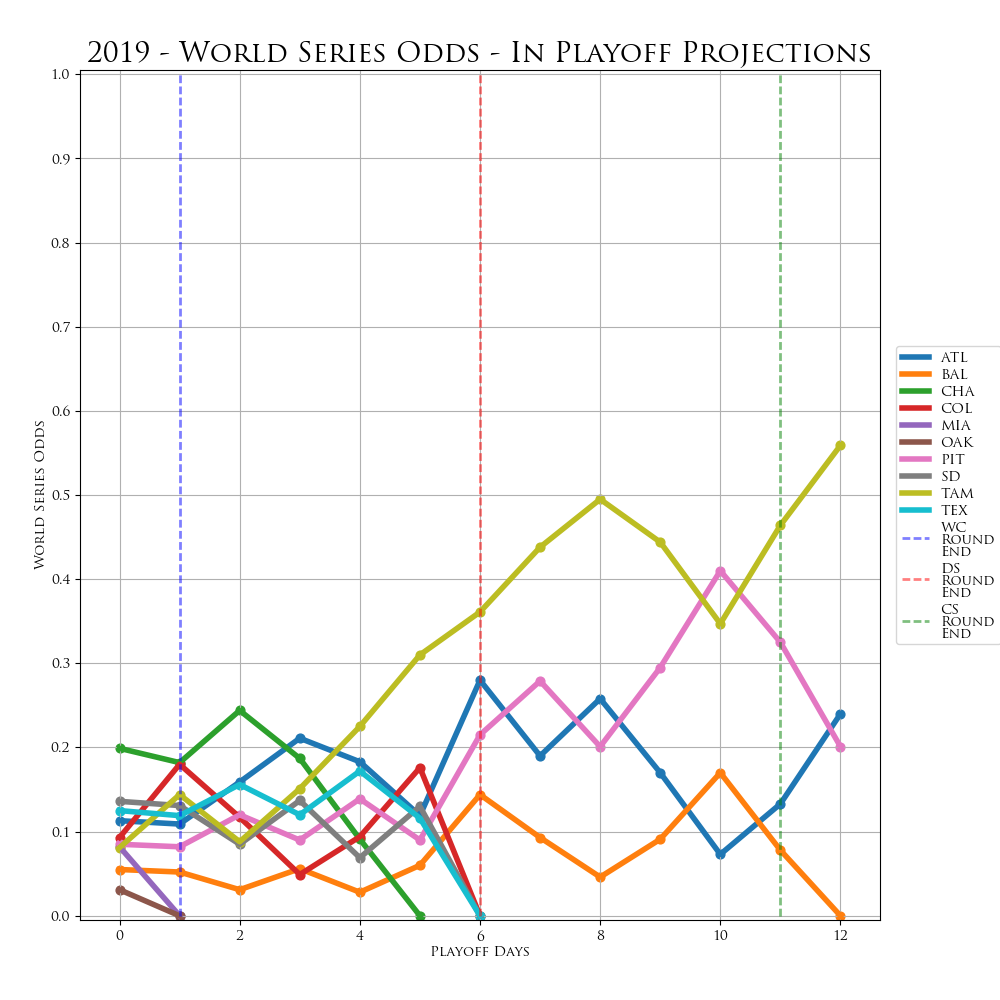 2019 - World Series Odds - In Playoff Projections
1.0
0.9
0.8
0.7
0.6
0.5
0.4
0.3
0.2
0.1
0.0
World Series Odds
0 2 4 6 8 10 12
Playoff Days
ATL
BAL
CHA
COL
MIA
OAK
PIT
SD
TAM
TEX
WC
Round
End
DS
Round
End
CS
Round
End